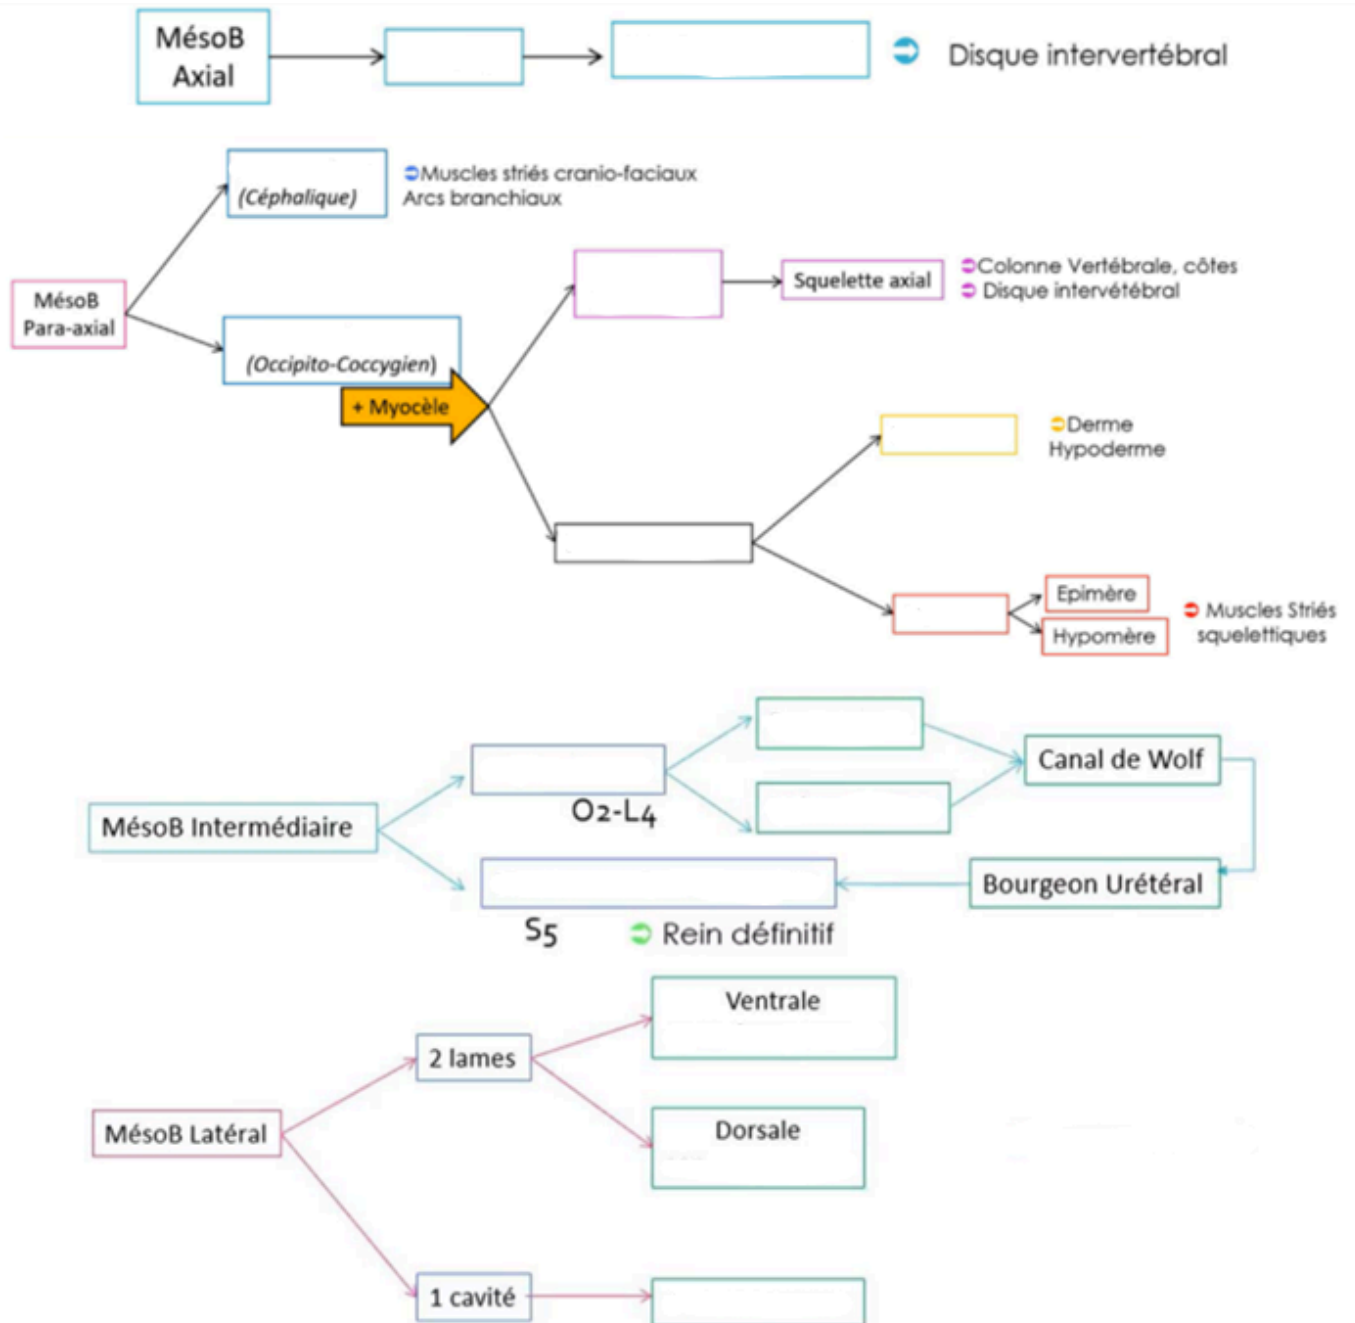 MésoB
Axial
Disque intervertébral
(Céphalique)
Muscles striés cranio-faciaux
Arcs branchiaux
MésoB
Para-axial
(Occipito-Coccygien)
+ Myocèle
Squelette axial
Colonne Vertébrale, côtes
Disque intervétébral
Derme
Hypoderme
Epimère
Hypomère
Muscles Striés
squelettiques
MésoB Intermédiaire
O2-L4
Canal de Wolf
Bourgeon Urétéral
S5
Rein définitif
MésoB Latéral
2 lames
Ventrale
Dorsale
1 cavité